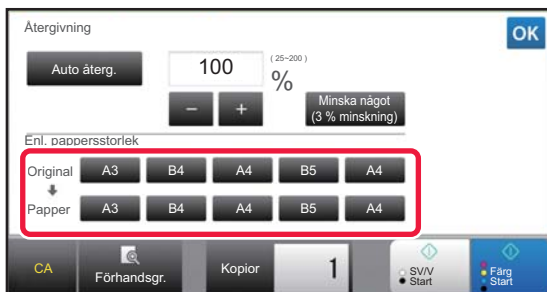 Återgivning
OK
Auto återg.
100
(25~200)
%
−
+
Minska något
(3 % minskning)
Enl. pappersstorlek
Original A3 B4 A4 B5 A4
Papper A3 B4 A4 B5 A4
CA
Förhandsgr.
Kopior
1
SV/V
Start
Färg
Start